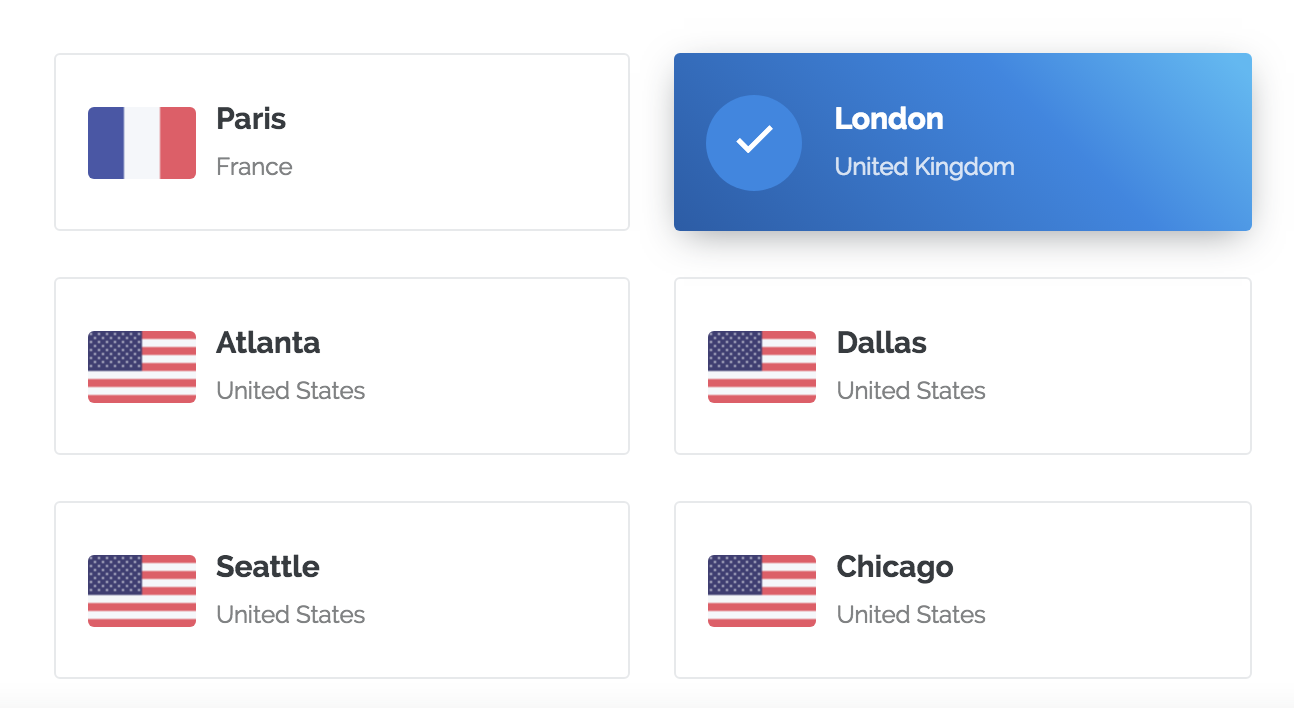 Paris
France
London
United Kingdom
Atlanta
United States
Dallas
United States
Seattle
United States
Chicago
United States